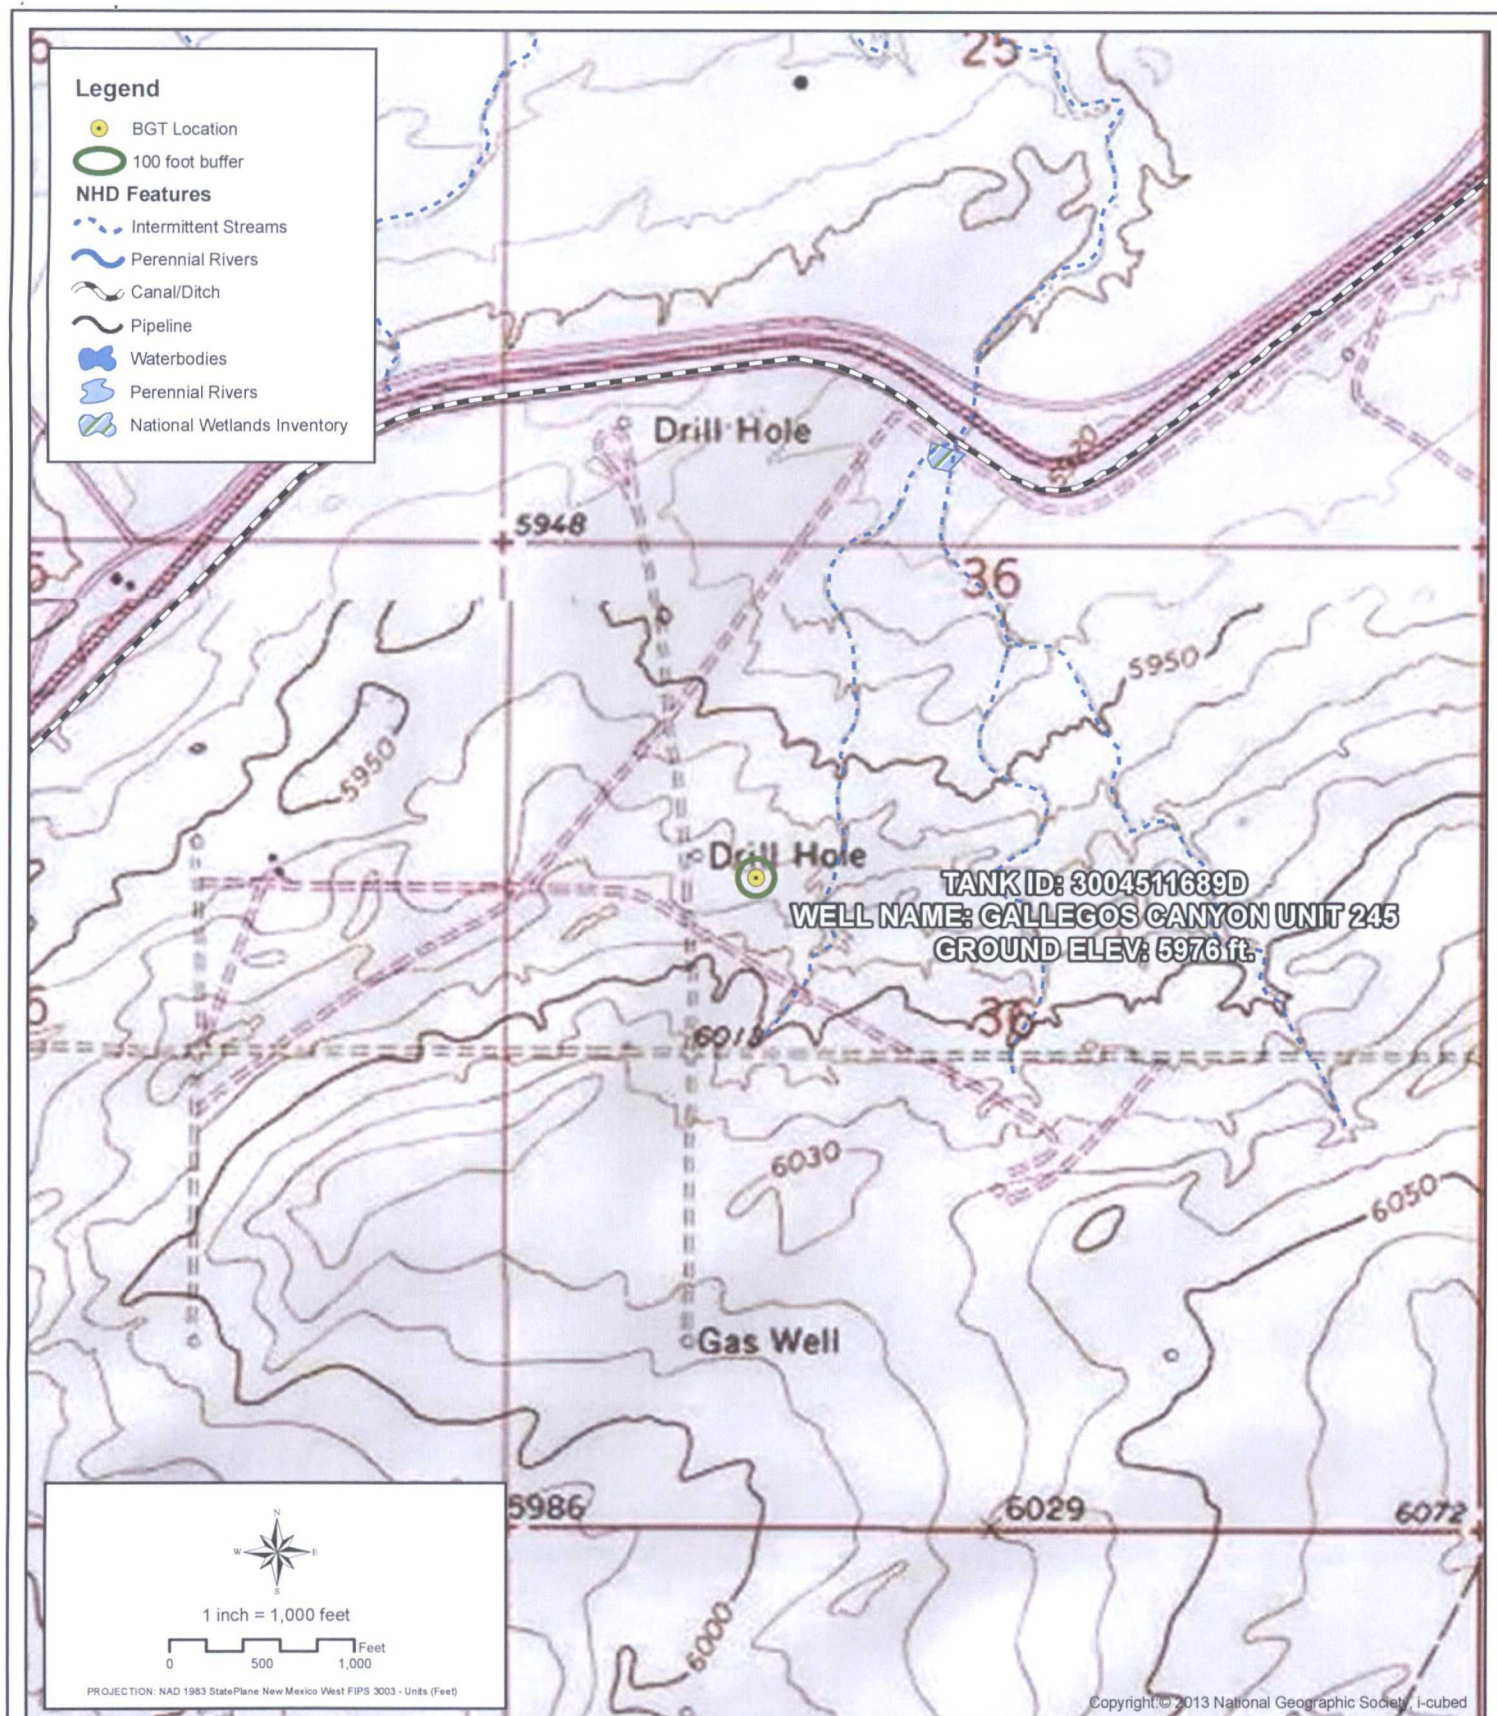 25
Legend
BGT Location
100 foot buffer
NHD Features
Intermittent Streams
Perennial Rivers
Canal/Ditch
Pipeline
Waterbodies
Perennial Rivers
National Wetlands Inventory
Drill Hole
5948
36
5950
5950
Drill Hole
TANK ID: 3004511689D
WELL NAME: GALLEGOS CANYON UNIT 245
GROUND ELEV: 5976 ft.
36
6018
6030
6050
Gas Well
5986
6029
6072
6000
N
W E
S
1 inch = 1,000 feet
Feet
0 500 1,000
PROJECTION: NAD 1983 StatePlane New Mexico West FIPS 3003 - Units (Feet)
Copyright:© 2013 National Geographic Society, i-cubed